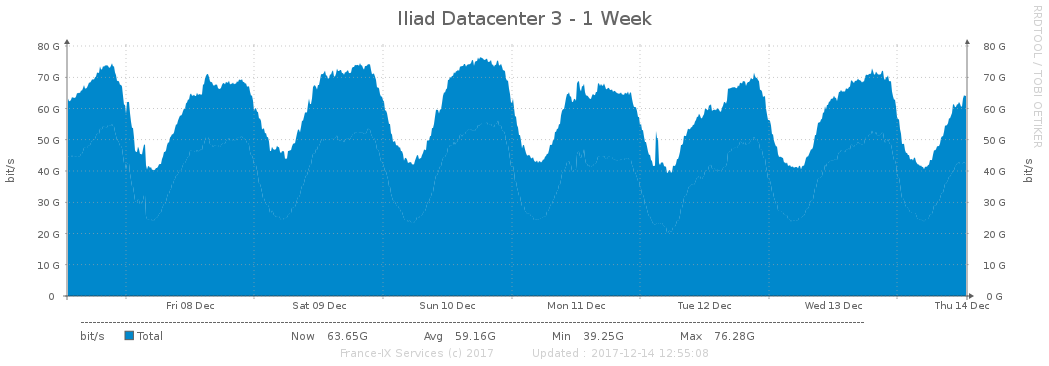 Iliad Datacenter 3 - 1 Week
RRDTOOL / TOBI OETIKER
80 G 80 G
70 G 70 G
60 G 60 G
50 G 50 G
40 G 40 G
30 G 30 G
20 G 20 G
10 G 10 G
0 0 G
bit/s bit/s
Fri 08 Dec Sat 09 Dec Sun 10 Dec Mon 11 Dec Tue 12 Dec Wed 13 Dec Thu 14 Dec
bit/s Total Now 63.65G Avg 59.16G Min 39.25G Max 76.28G
France-IX Services (c) 2017 Updated : 2017-12-14 12:55:08